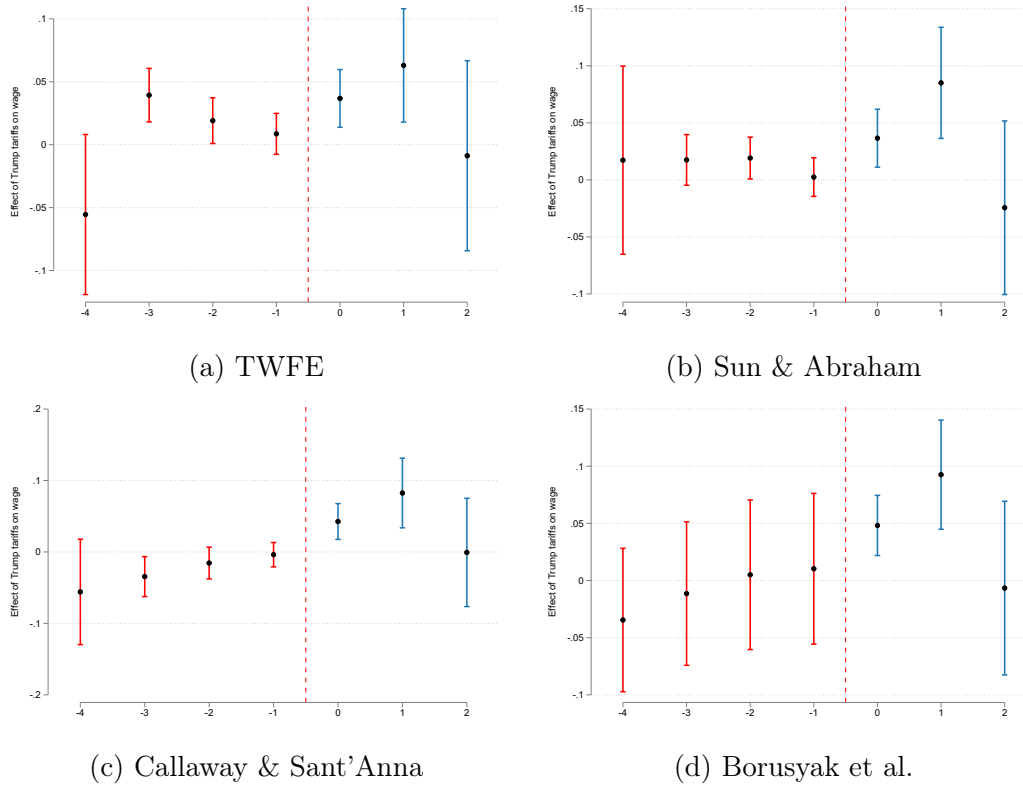 Effect of Trump tariffs on wage
.1
.05
0
-.05
-.1
-4 -3 -2 -1 0 1 2
(a) TWFE
Effect of Trump tariffs on wage
.15
.1
.05
0
-.05
-.1
-4 -3 -2 -1 0 1 2
(b) Sun & Abraham
Effect of Trump tariffs on wage
.2
.1
0
-.1
-.2
-4 -3 -2 -1 0 1 2
(c) Callaway & Sant'Anna
Effect of Trump tariffs on wage
.15
.1
.05
0
-.05
-.1
-4 -3 -2 -1 0 1 2
(d) Borusyak et al.